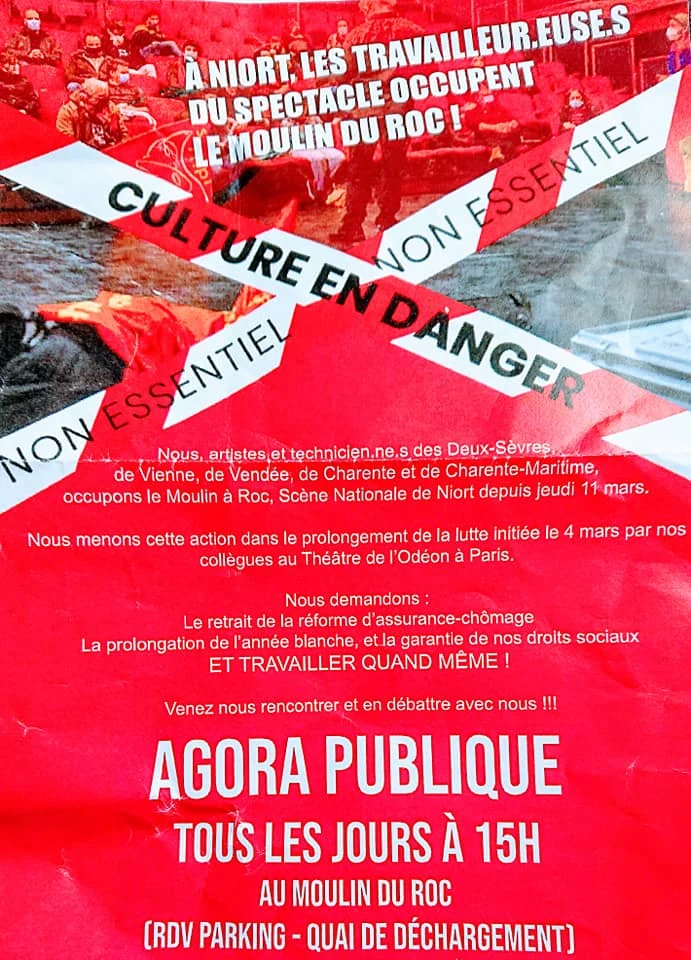 À NIORT, LES TRAVAILLEUR.EUSE.S
DU SPECTACLE OCCUPENT
LE MOULIN DU ROC !
CULTURE EN DANGER
NON ESSENTIEL
NON ESSENTIEL
Nous, artistes et technicien.ne.s des Deux-Sèvres,
de Vienne, de Vendée, de Charente et de Charente-Maritime,
occupons le Moulin à Roc, Scène Nationale de Niort depuis jeudi 11 mars.
Nous menons cette action dans le prolongement de la lutte initiée le 4 mars par nos
collègues au Théâtre de l'Odéon à Paris.
Nous demandons :
Le retrait de la réforme d'assurance-chômage
La prolongation de l'année blanche, et la garantie de nos droits sociaux
ET TRAVAILLER QUAND MÊME !
Venez nous rencontrer et en débattre avec nous !!!
AGORA PUBLIQUE
TOUS LES JOURS À 15H
AU MOULIN DU ROC
(RDV PARKING - QUAI DE DÉCHARGEMENT)